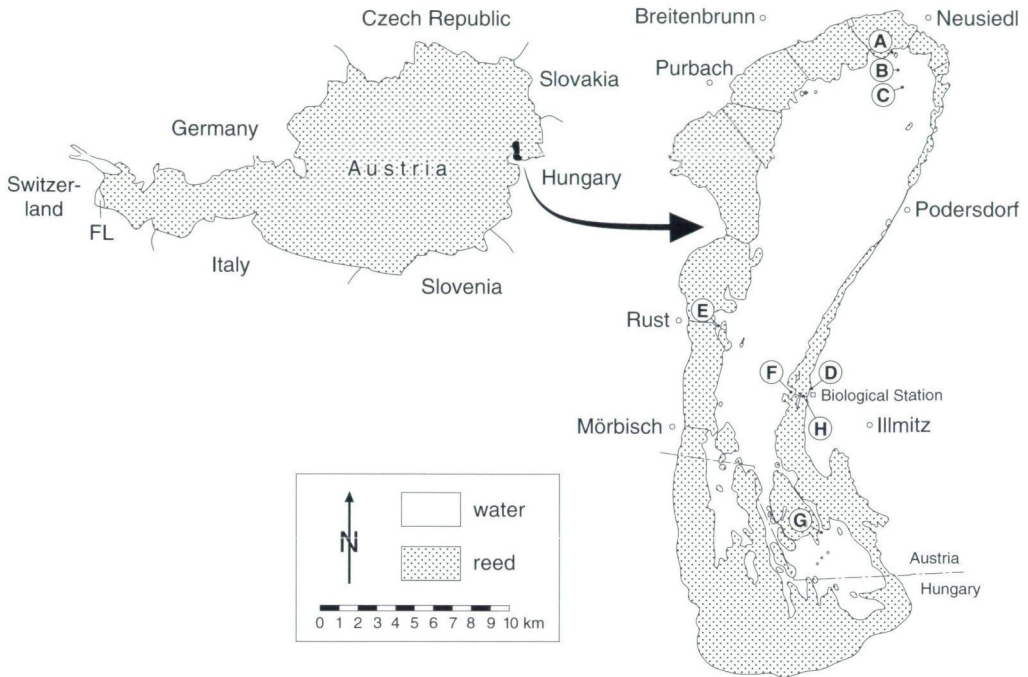 Czech Republic
Slovakia
Germany
Austria
Switzer-
land
FL
Hungary
Italy
Slovenia
Breitenbrunn
Neusiedl
Purbach
A
B
C
Podersdorf
Rust
E
F
D
Biological Station
H
Mörbisch
Illmitz
G
Austria
Hungary
N
water
reed
0 1 2 3 4 5 6 7 8 9 10 km